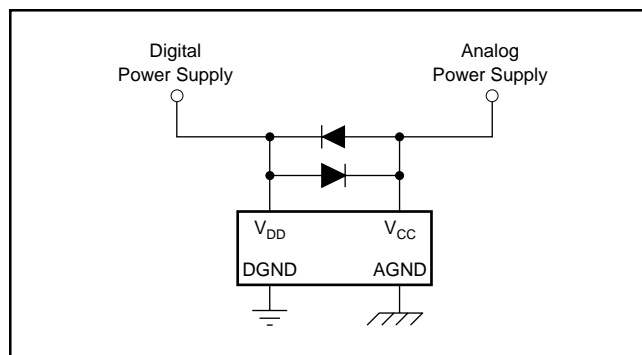 Digital
Power Supply
Analog
Power Supply
VDD
VCC
DGND
AGND